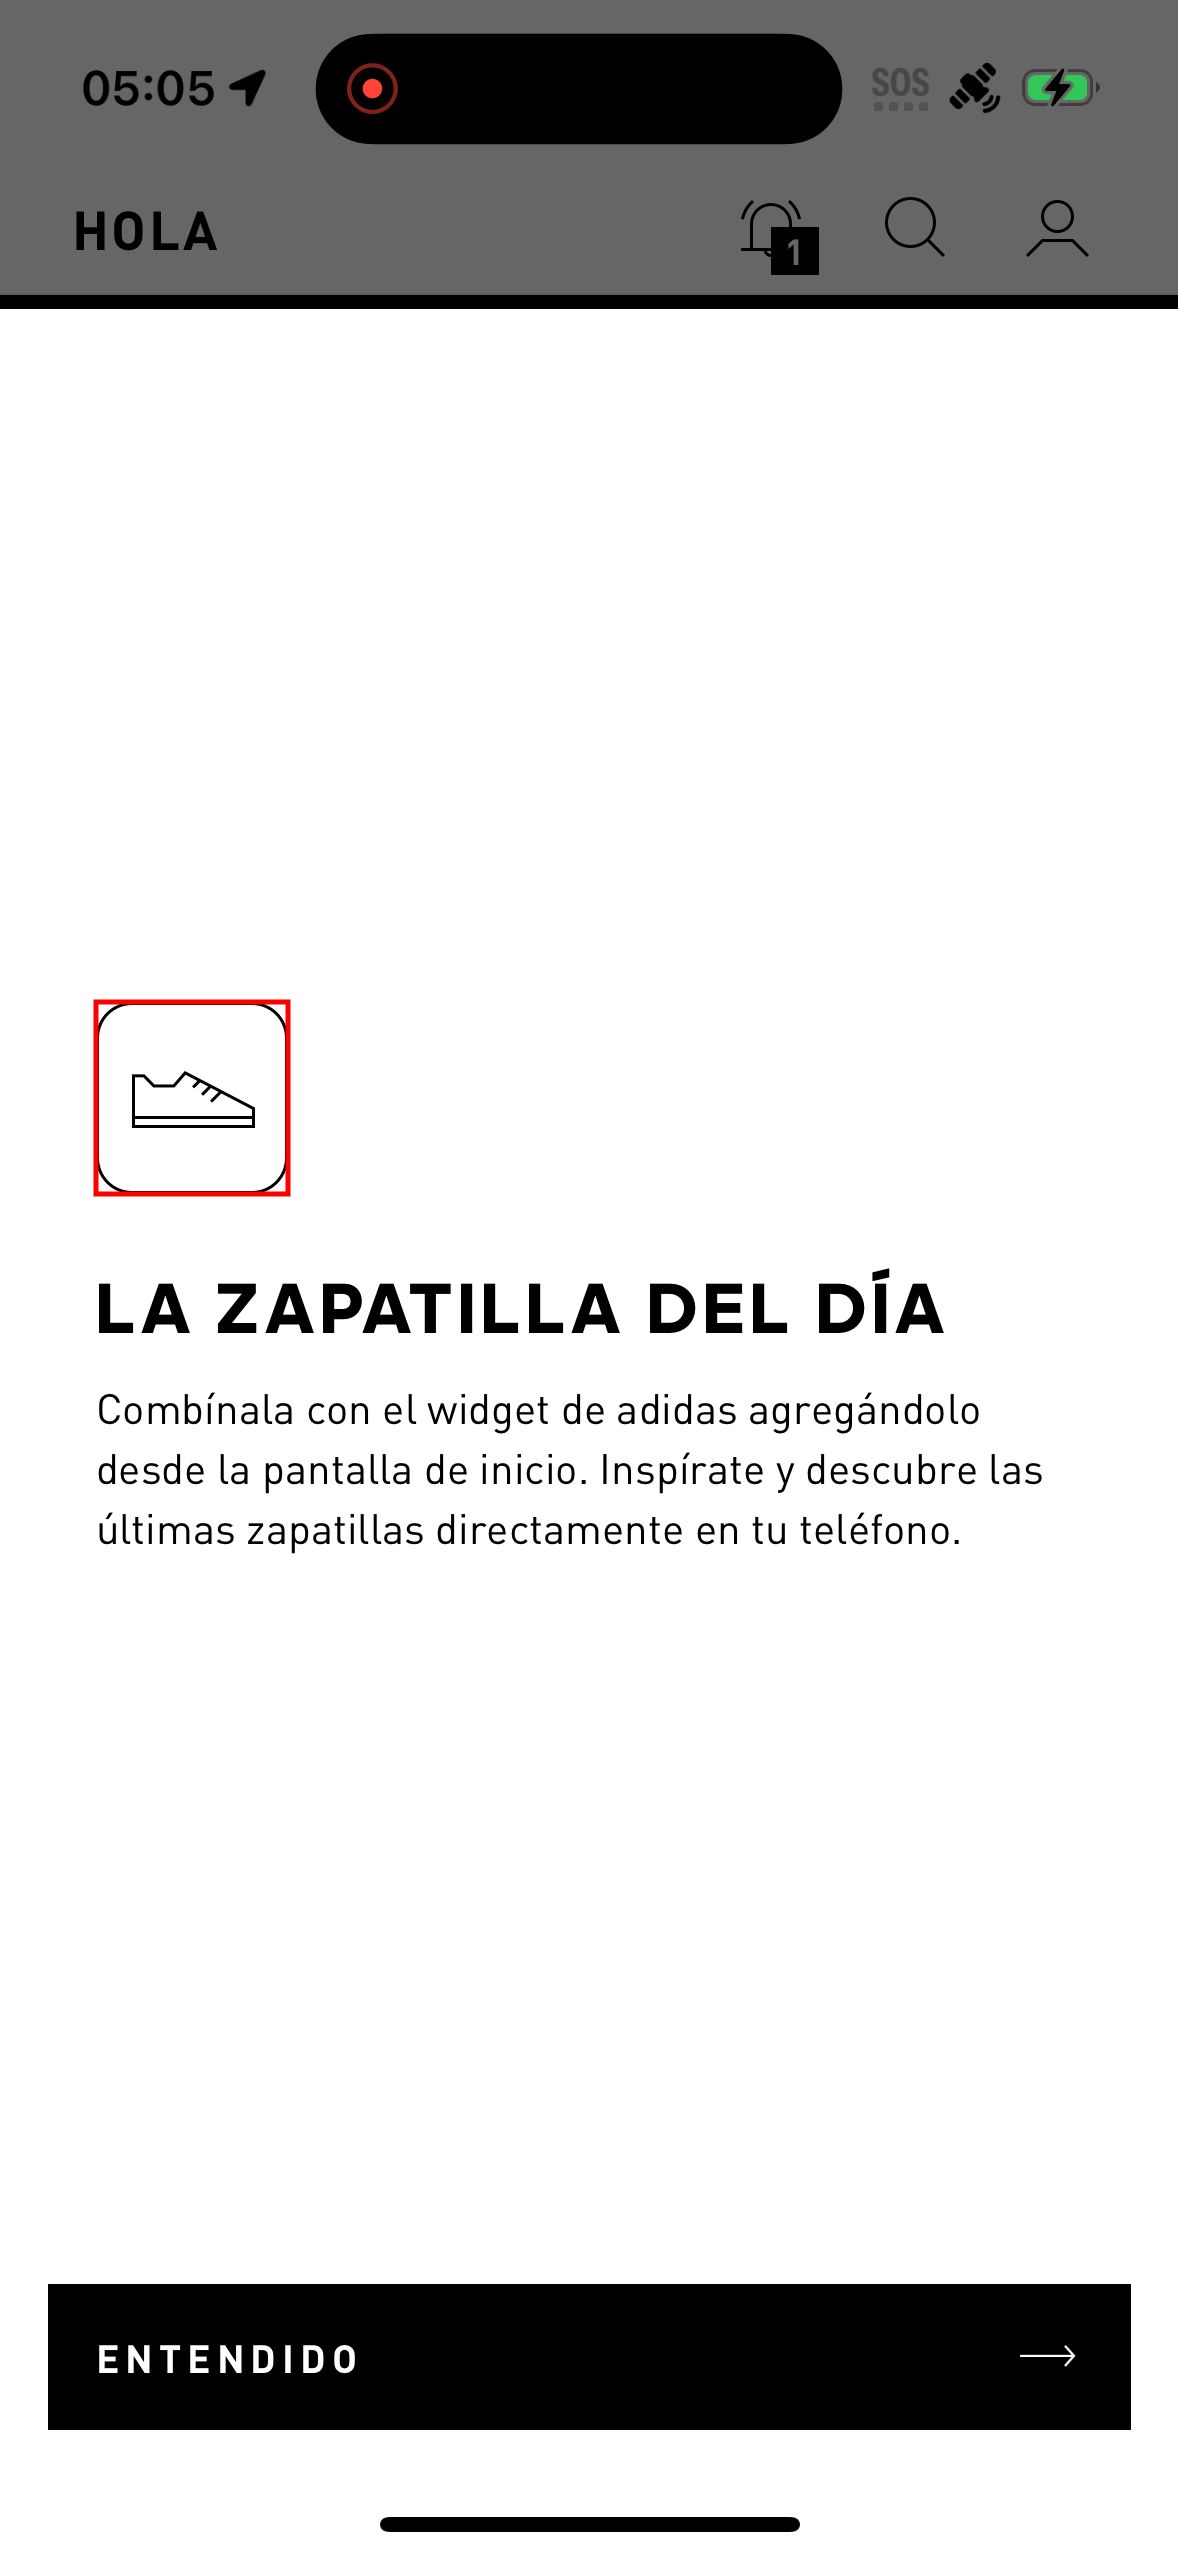 05:05
SOS
HOLA
1
LA ZAPATILLA DEL DÍA
Combínala con el widget de adidas agregándolo
desde la pantalla de inicio. Inspírate y descubre las
últimas zapatillas directamente en tu teléfono.
ENTENDIDO